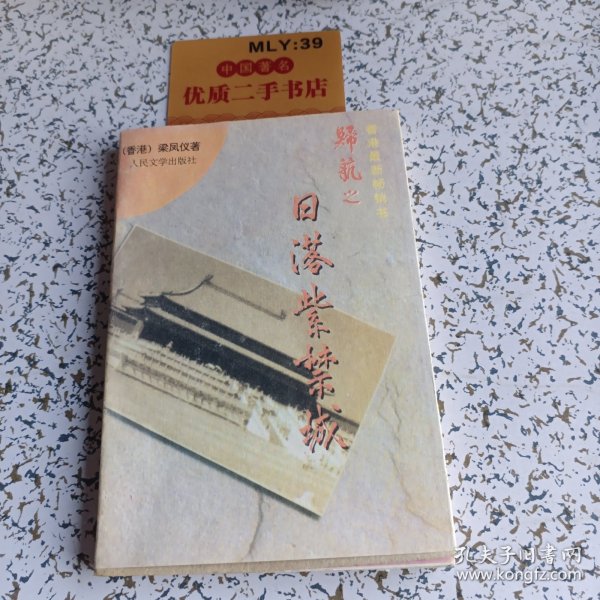 MLY:39
中国著名
优质二手书店
(香港) 梁凤仪著
人民文学出版社
香港最新畅销书
歸航之
日落紫禁城
孔夫子旧书网
www.kongfz.com